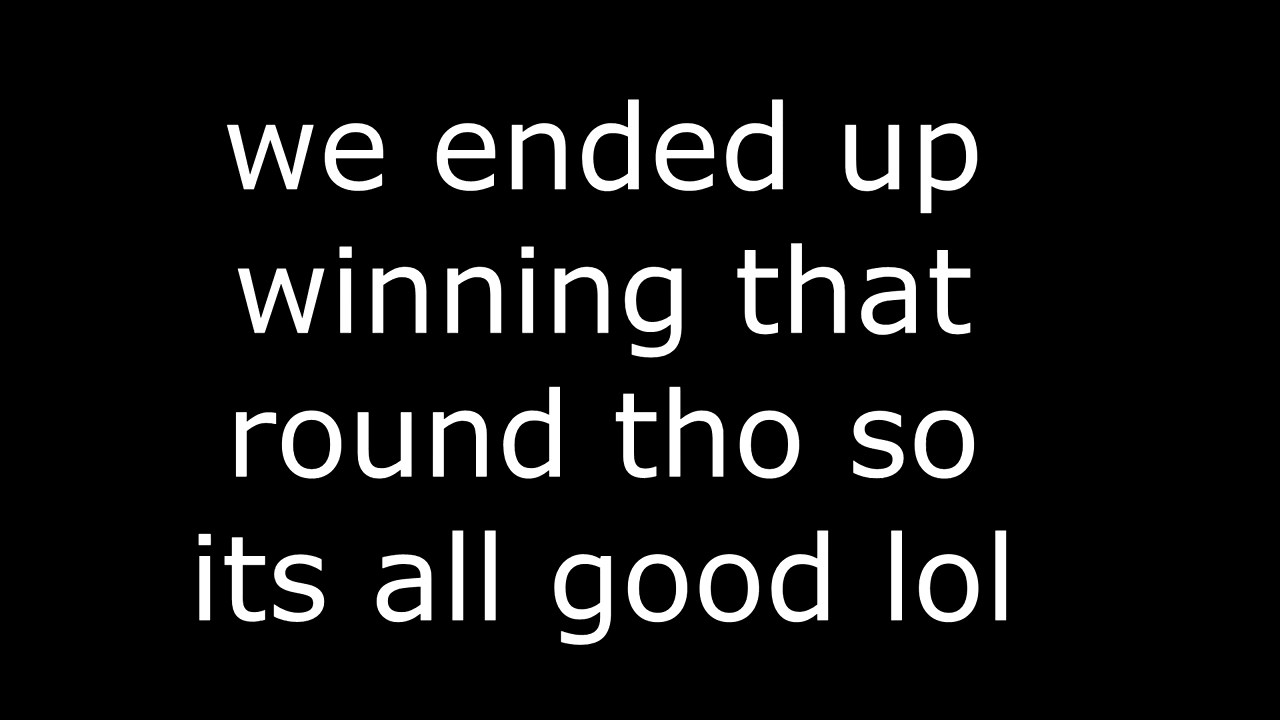 we ended up
winning that
round tho so
its all good lol